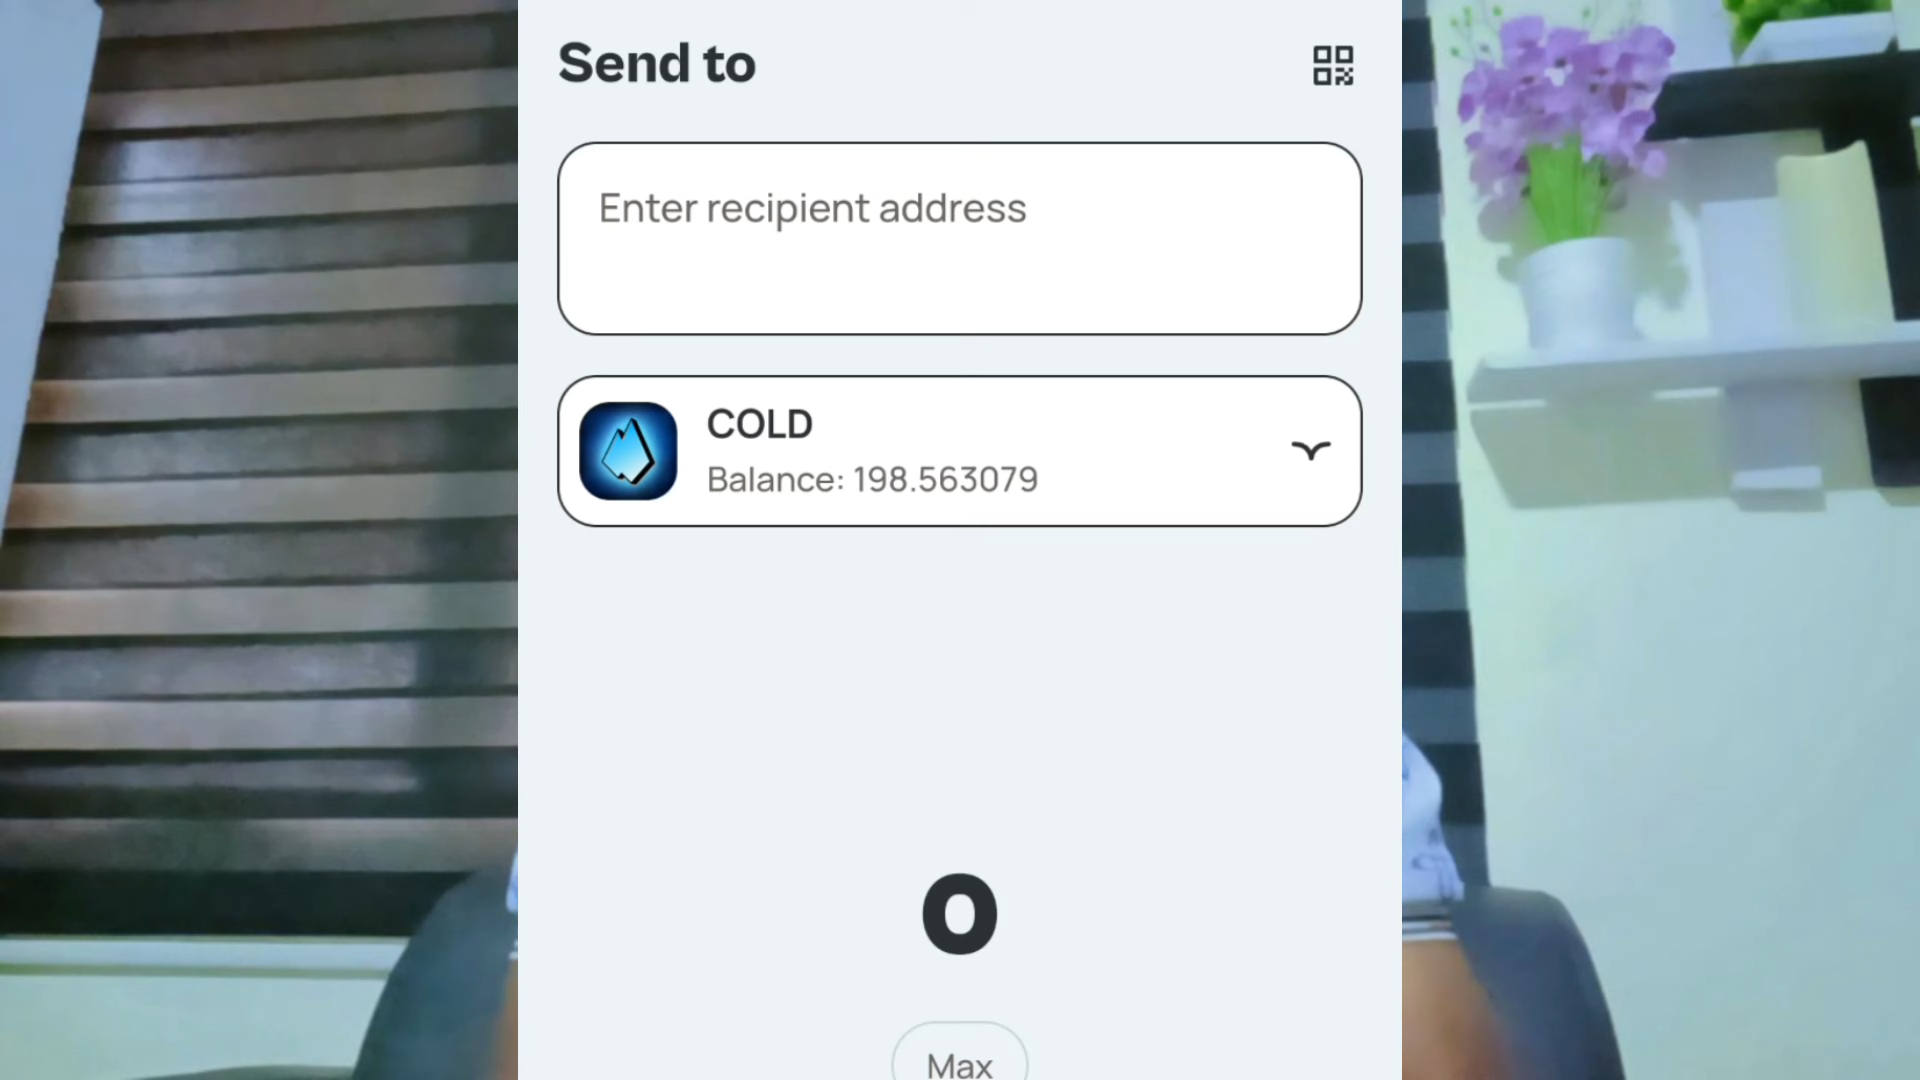 Send to
Enter recipient address
COLD
Balance: 198.563079
0
Max